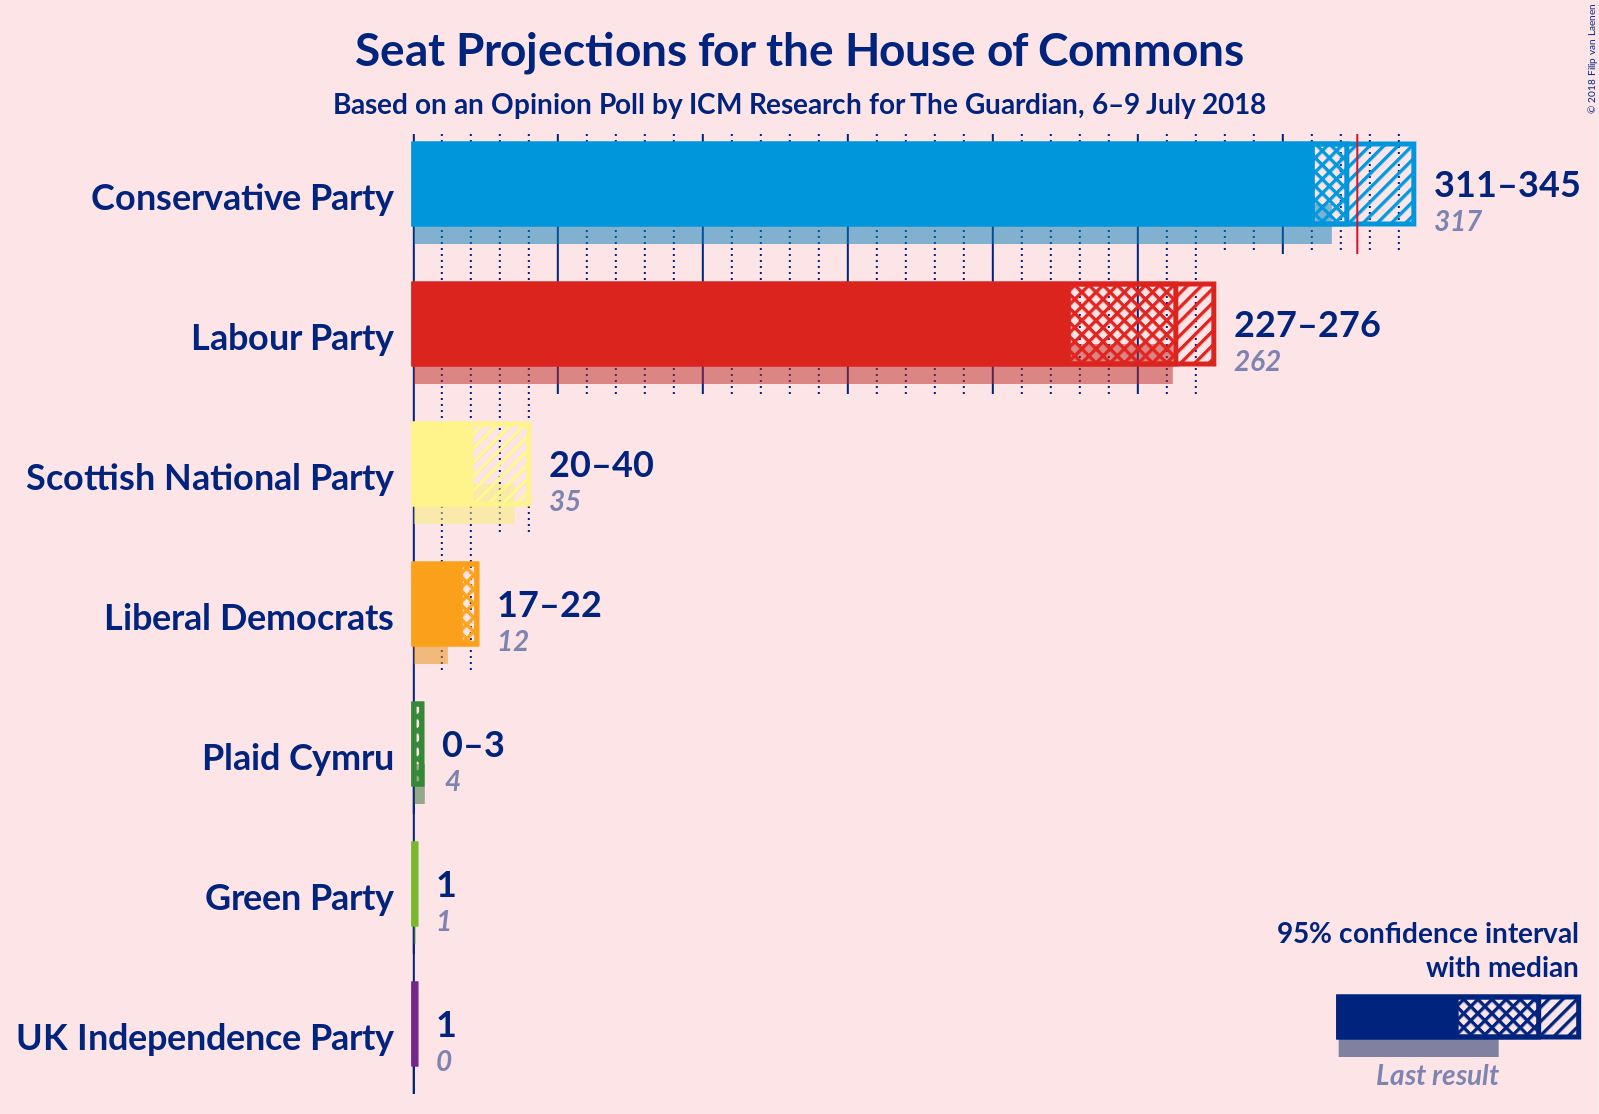 Seat Projections for the House of Commons
Based on an Opinion Poll by ICM Research for The Guardian, 6–9 July 2018
© 2018 Filip van Laenen
Conservative Party
311–345
317
Labour Party
227–276
262
Scottish National Party
20–40
35
Liberal Democrats
17–22
12
Plaid Cymru
0–3
4
Green Party
1
1
UK Independence Party
1
0
95% confidence interval
with median
Last result